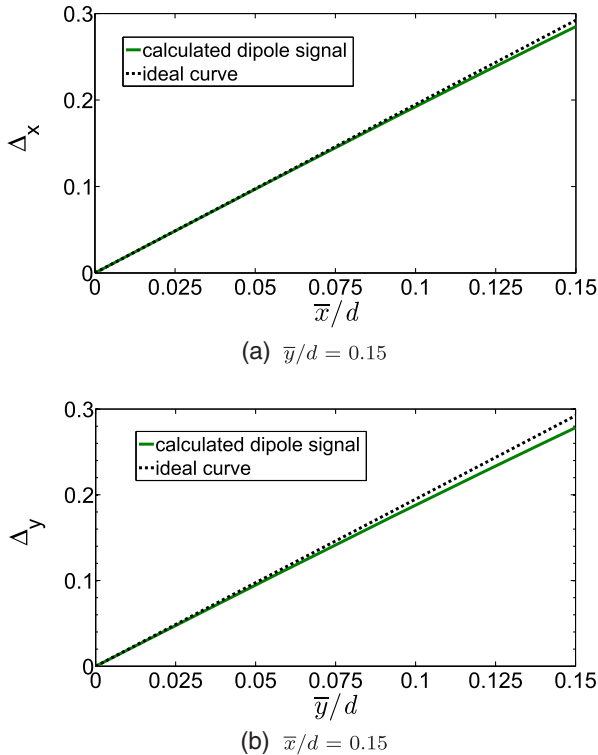 0.3
calculated dipole signal
ideal curve
0.2
Δx
0.1
0
0 0.025 0.05 0.075 0.1 0.125 0.15
x̅/d
(a) y̅/d = 0.15
0.3
calculated dipole signal
ideal curve
0.2
Δy
0.1
0
0 0.025 0.05 0.075 0.1 0.125 0.15
y̅/d
(b) x̅/d = 0.15